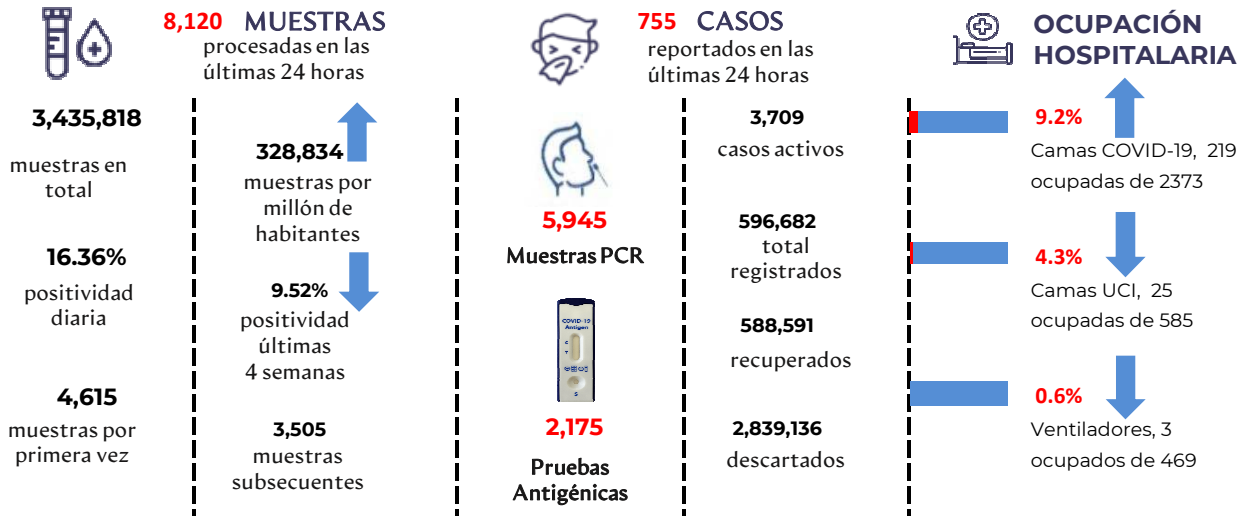 8,120 MUESTRAS
procesadas en las
últimas 24 horas
3,435,818
muestras en
total
16.36%
positividad
diaria
4,615
muestras por
primera vez
328,834
muestras por
millón de
habitantes
9.52%
positividad
últimas
4 semanas
3,505
muestras
subsecuentes
755 CASOS
reportados en las
últimas 24 horas
5,945
Muestras PCR
COVID-19
Antigen
C
T
S
2,175
Pruebas
Antigénicas
3,709
casos activos
596,682
total
registrados
588,591
recuperados
2,839,136
descartados
OCUPACIÓN
HOSPITALARIA
9.2%
Camas COVID-19, 219
ocupadas de 2373
4.3%
Camas UCI, 25
ocupadas de 585
0.6%
Ventiladores, 3
ocupados de 469